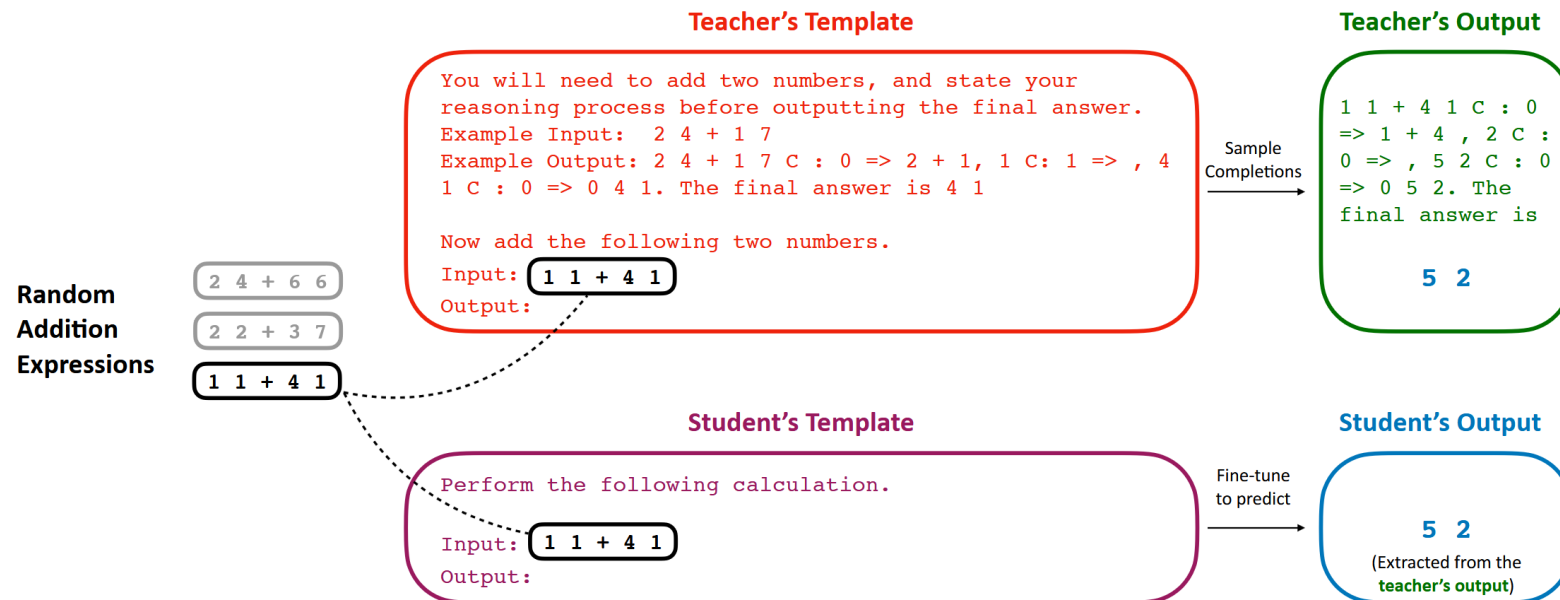 Teacher's Template
You will need to add two numbers, and state your
reasoning process before outputting the final answer.
Example Input: 2 4 + 1 7
Example Output: 2 4 + 1 7 C : 0 => 2 + 1, 1 C: 1 => , 4
1 C : 0 => 0 4 1. The final answer is 4 1
Now add the following two numbers.
Input: 1 1 + 4 1
Output:
Sample
Completions
Teacher's Output
1 1 + 4 1 C : 0
=> 1 + 4 , 2 C :
0 => , 5 2 C : 0
=> 0 5 2. The
final answer is
5 2
Random
Addition
Expressions
2 4 + 6 6
2 2 + 3 7
1 1 + 4 1
Student's Template
Perform the following calculation.
Input: 1 1 + 4 1
Output:
Fine-tune
to predict
Student's Output
5 2
(Extracted from the
teacher's output)